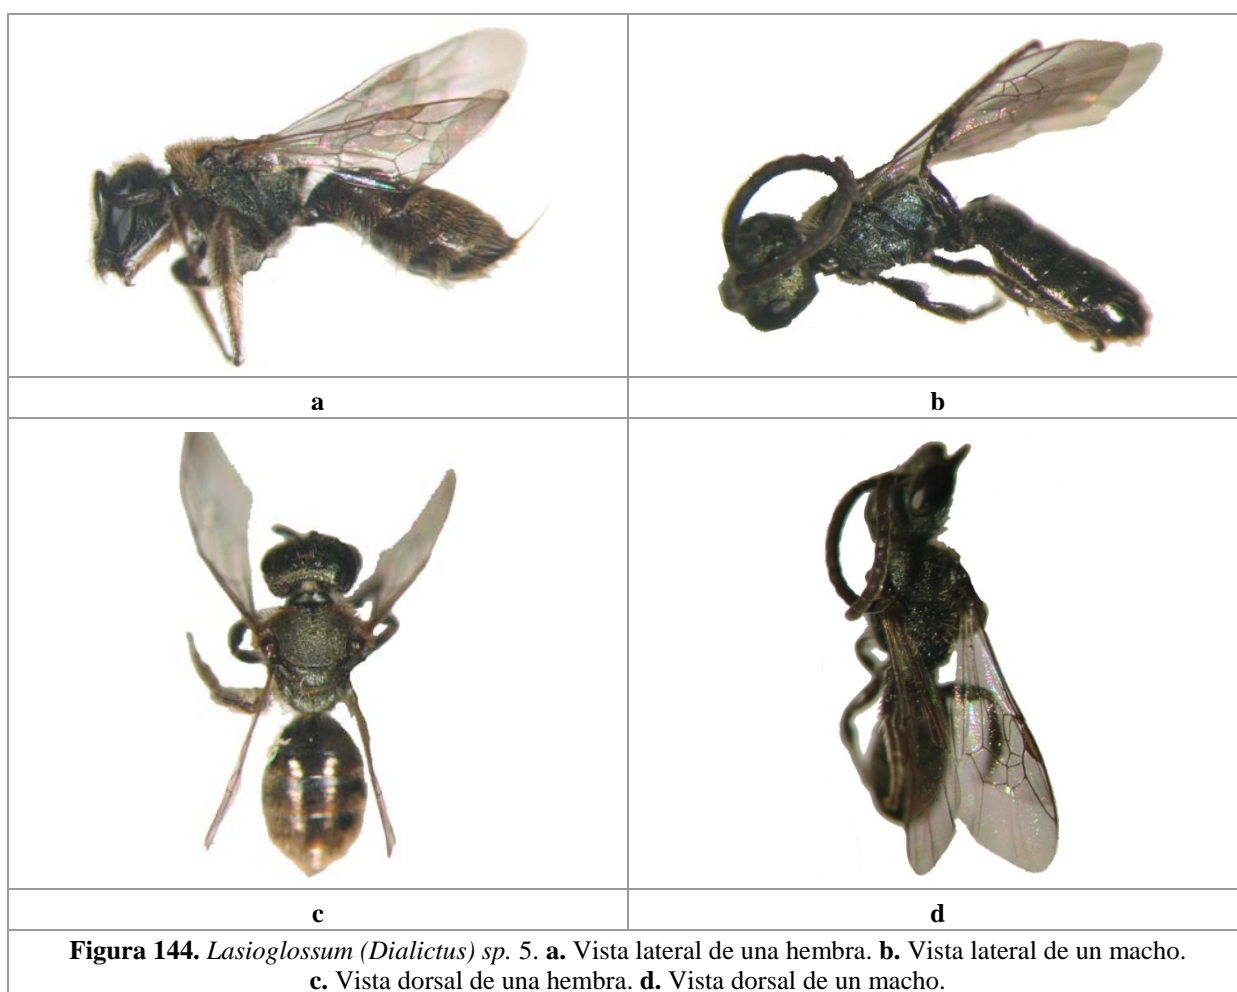 a
b
c
d
Figura 144. Lasioglossum (Dialictus) sp. 5. a. Vista lateral de una hembra. b. Vista lateral de un macho.
c. Vista dorsal de una hembra. d. Vista dorsal de un macho.